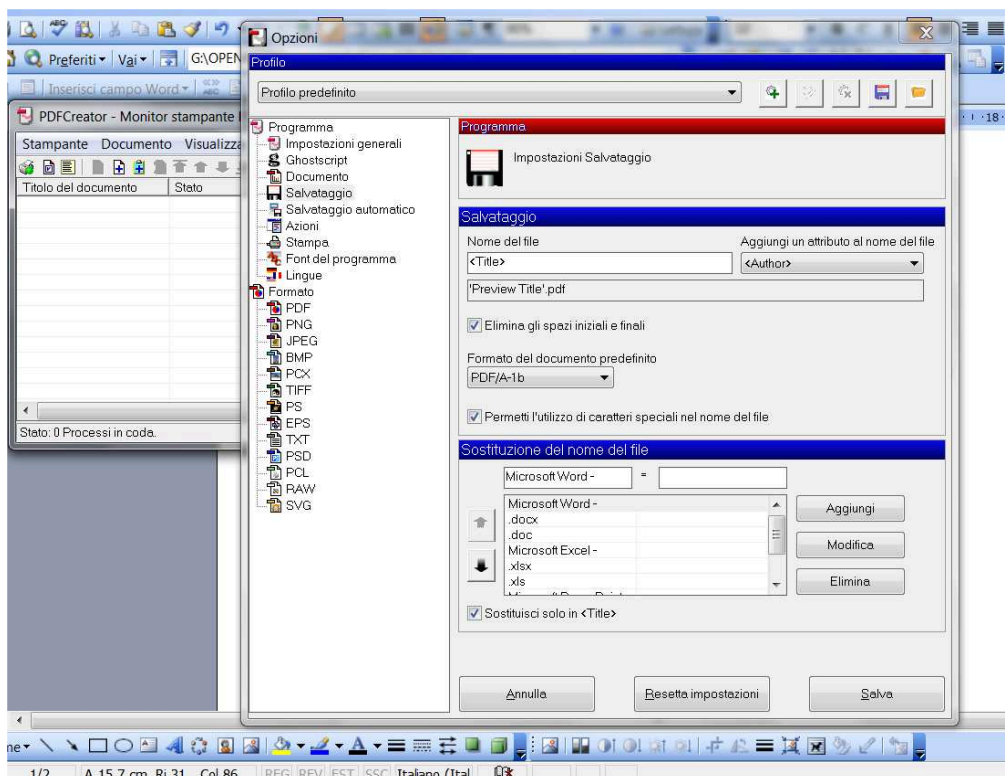 Opzioni
Preferiti Vai G:\OPEN
Profilo
Inserisci campo Word
Profilo predefinito
PDFCreator - Monitor stampante
18
Stampante Documento Visualizza
Titolo del documento Stato
Stato: 0 Processi in coda.
Programma
Impostazioni generali
Ghostscript
Documento
Salvataggio
Salvataggio automatico
Azioni
Stampa
Font del programma
Lingue
Formato
PDF
PNG
JPEG
BMP
PCX
TIFF
PS
EPS
TXT
PSD
PCL
RAW
SVG
Programma
Impostazioni Salvataggio
Salvataggio
Nome del file Aggiungi un attributo al nome del file
<Title> <Author>
'Preview Title'.pdf
Elimina gli spazi iniziali e finali
Formato del documento predefinito
PDF/A-1b
Permetti l'utilizzo di caratteri speciali nel nome del file
Sostituzione del nome del file
Microsoft Word - =
Microsoft Word -
.docx
.doc
Microsoft Excel -
.xlsx
.xls
Aggiungi
Modifica
Elimina
Sostituisci solo in <Title>
Annulla Resetta impostazioni Salva
1/2 A 15,7 cm Ri 31 Col 86 REG REV EST SSC Italiano (Ital